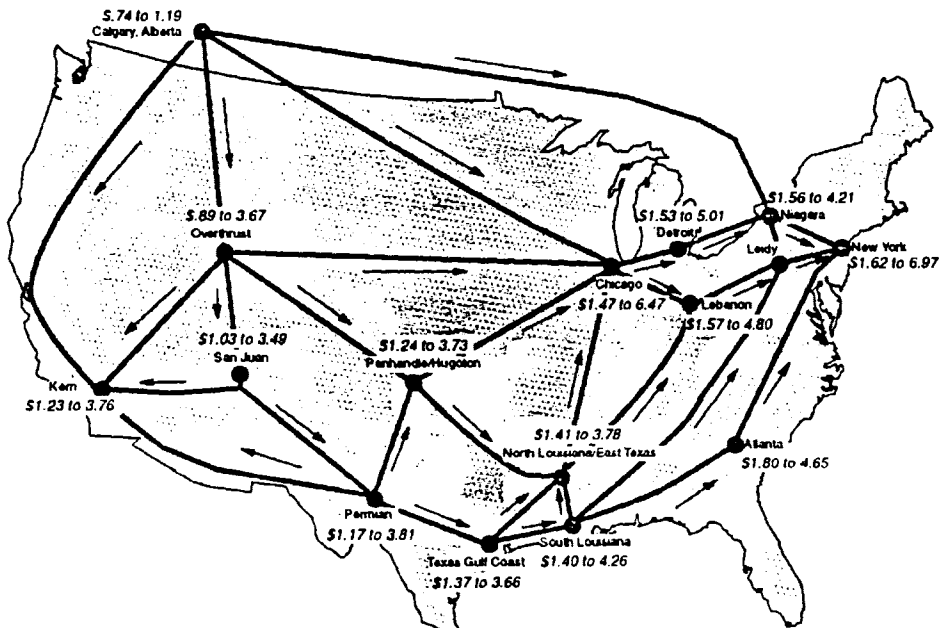 $.74 to 1.19
Calgary, Alberta
$1.56 to 4.21
Niagera
$.89 to 3.67
Overthrust
$1.53 to 5.01
Detroit
Leidy
New York
$1.62 to 6.97
Chicago
$1.47 to 6.47
Lebanon
$1.57 to 4.80
$1.03 to 3.49
San Juan
$1.24 to 3.73
Panhandle/Hugoton
Kern
$1.23 to 3.76
$1.41 to 3.78
North Louisiana/East Texas
Atlanta
$1.80 to 4.65
Permian
$1.17 to 3.81
South Louisiana
$1.40 to 4.26
Texas Gulf Coast
$1.37 to 3.66